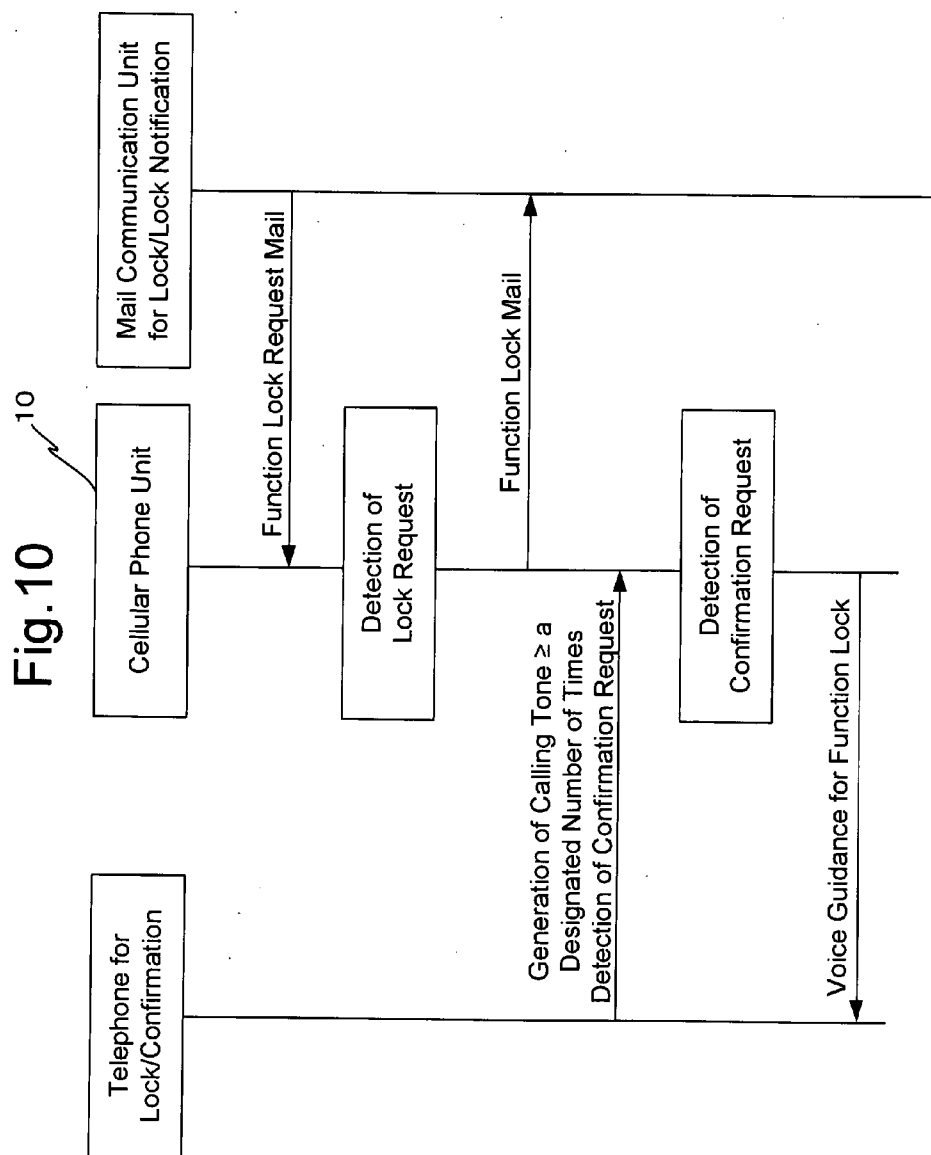 Fig.10
10
Telephone for
Lock/Confirmation
Cellular Phone Unit
Mail Communication Unit
for Lock/Lock Notification
Function Lock Request Mail
Detection of
Lock Request
Function Lock Mail
Generation of Calling Tone ≥ a
Designated Number of Times
Detection of Confirmation Request
Detection of
Confirmation Request
Voice Guidance for Function Lock